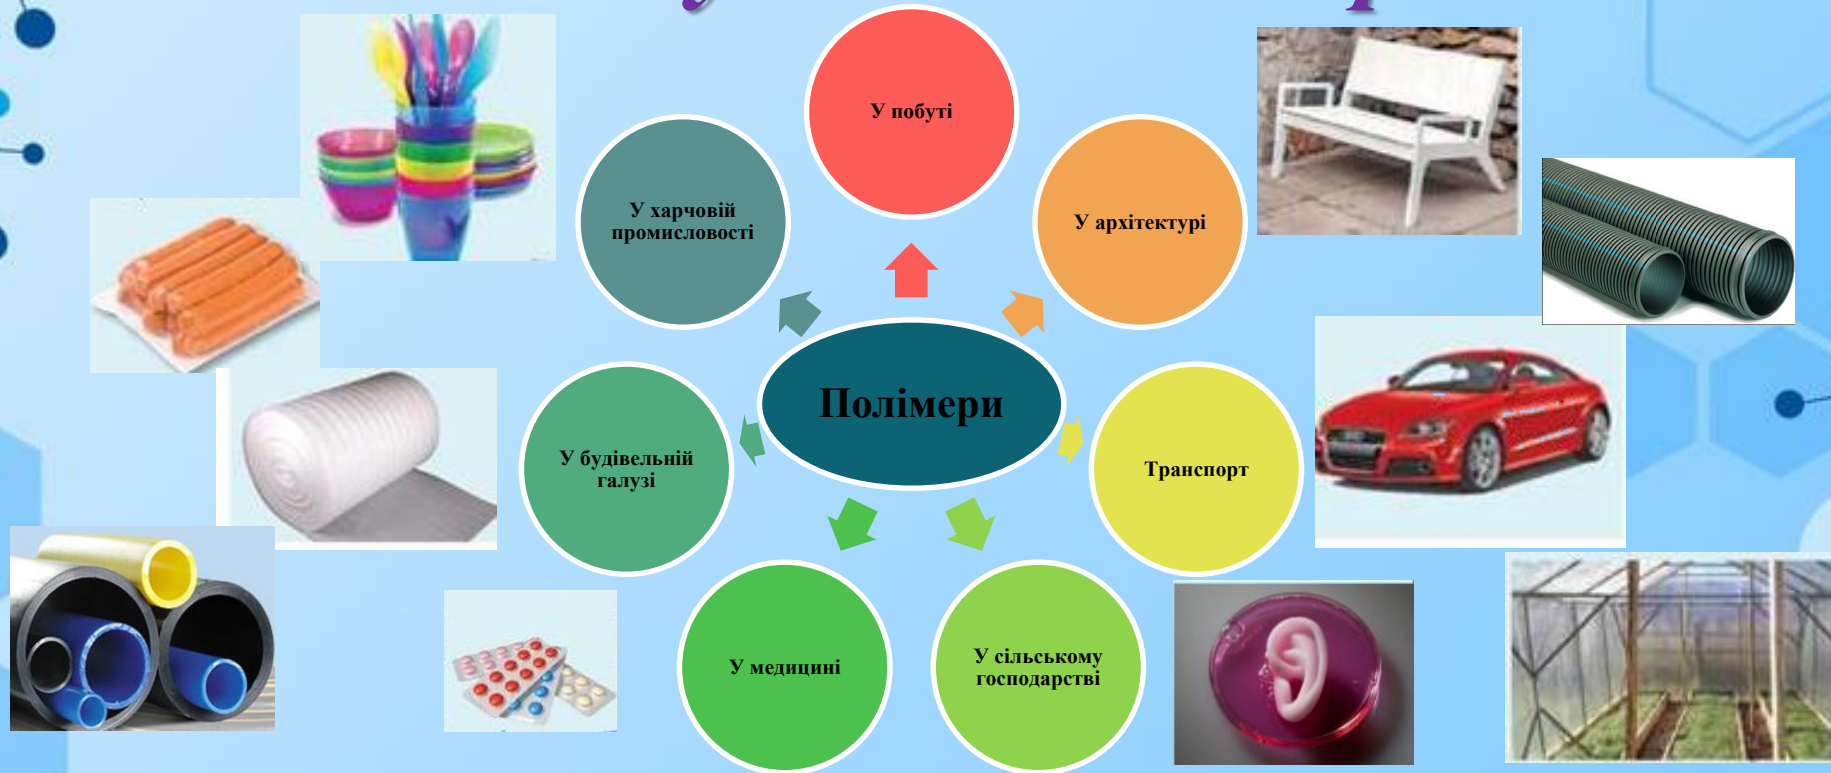 У побуті
У харчовій
промисловості
У архітектурі
Полімери
У будівельній
галузі
Транспорт
У медицині
У сільському
господарстві